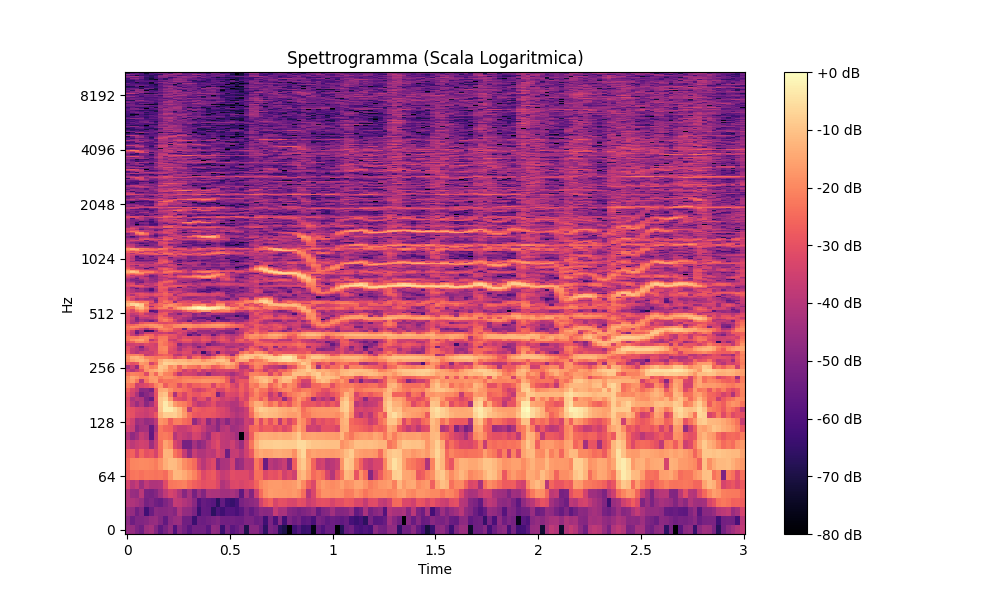 Spettrogramma (Scala Logaritmica)
Hz
8192
4096
2048
1024
512
256
128
64
0
0 0.5 1 1.5 2 2.5 3
Time
+0 dB
-10 dB
-20 dB
-30 dB
-40 dB
-50 dB
-60 dB
-70 dB
-80 dB